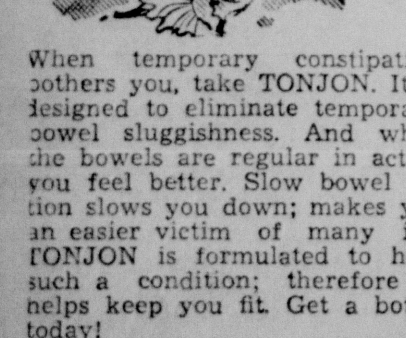 When temporary constipat
bothers you, take TONJON. It
designed to eliminate tempora
bowel sluggishness. And wh
the bowels are regular in act
you feel better. Slow bowel
tion slows you down; makes
an easier victim of many
TONJON is formulated to h
such a condition; therefore
helps keep you fit. Get a bo
today!